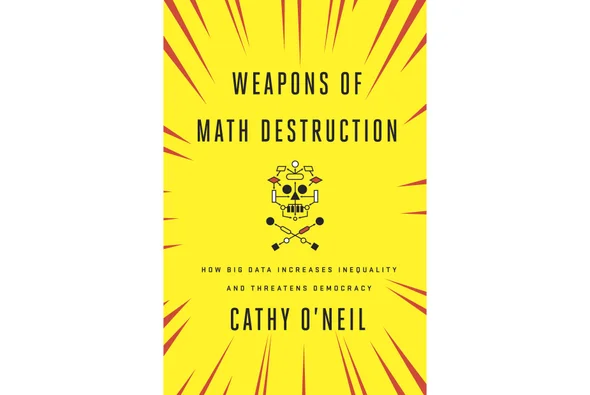 WEAPONS OF
MATH DESTRUCTION
HOW BIG DATA INCREASES INEQUALITY
AND THREATENS DEMOCRACY
CATHY O'NEIL